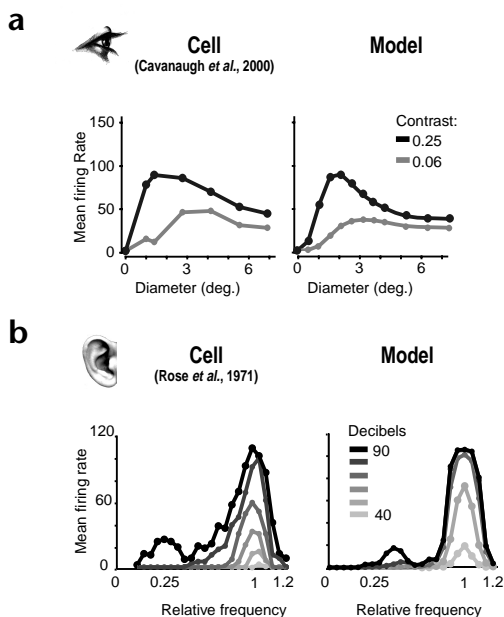 a
Cell
(Cavanaugh et al., 2000)
Model
Mean firing Rate
150
100
50
0
0 3 6
Diameter (deg.)
Contrast:
0.25
0.06
0 3 6
Diameter (deg.)
b
Cell
(Rose et al., 1971)
Model
Mean firing rate
120
60
0
0 0.25 1 1.2
Relative frequency
Decibels
90
40
0 0.25 1 1.2
Relative frequency